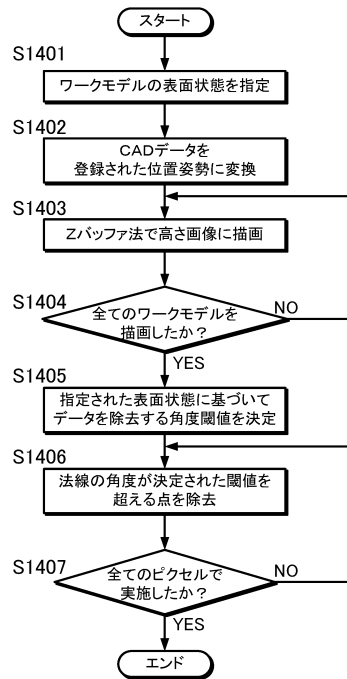 スタート
S1401
ワークモデルの表面状態を指定
S1402
CADデータを
登録された位置姿勢に変換
S1403
Zバッファ法で高さ画像に描画
S1404
全てのワークモデルを
描画したか？
NO
YES
S1405
指定された表面状態に基づいて
データを除去する角度閾値を決定
S1406
法線の角度が決定された閾値を
超える点を除去
S1407
全てのピクセルで
実施したか？
NO
YES
エンド